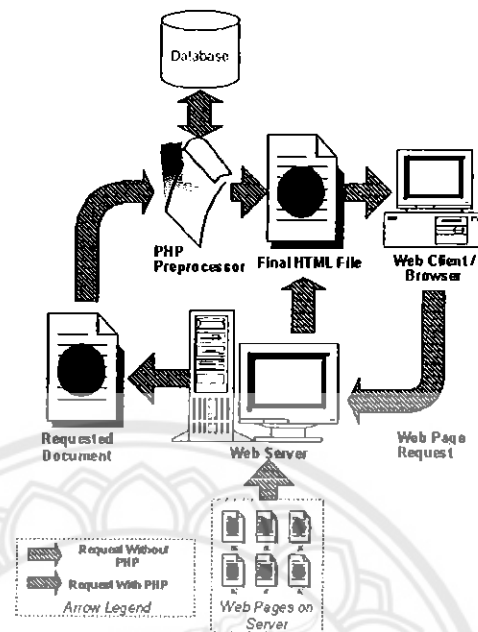 Database
PHP
Preprocessor
Final HTML File
Web Client /
Browser
Requested
Document
Web Server
Web Page
Request
Request Without
PHP
Request With PHP
Arrow Legend
Web Pages on
Server